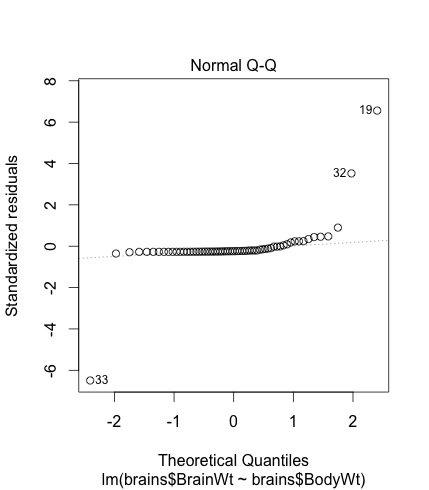 Normal Q-Q
Standardized residuals
8
6
4
2
0
-2
-4
-6
19
32
33
-2 -1 0 1 2
Theoretical Quantiles
lm(brains$BrainWt ~ brains$BodyWt)